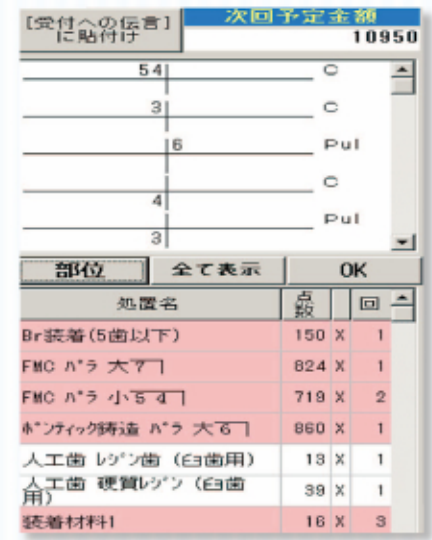 [受付への伝言]
に貼付け
次回予定金額
10950
54 C
3 C
6 Pul
C
4
Pul
3
部位 全て表示 OK
処置名 点数 回
Br装着(5歯以下) 150 X 1
FMC パラ 大7 824 X 1
FMC パラ 小5 4 719 X 2
ポンティック鋳造 パラ 大6 860 X 1
人工歯 レジン歯 (臼歯用) 13 X 1
人工歯 硬質レジン (臼歯
用) 39 X 1
装着材料1 16 X 3